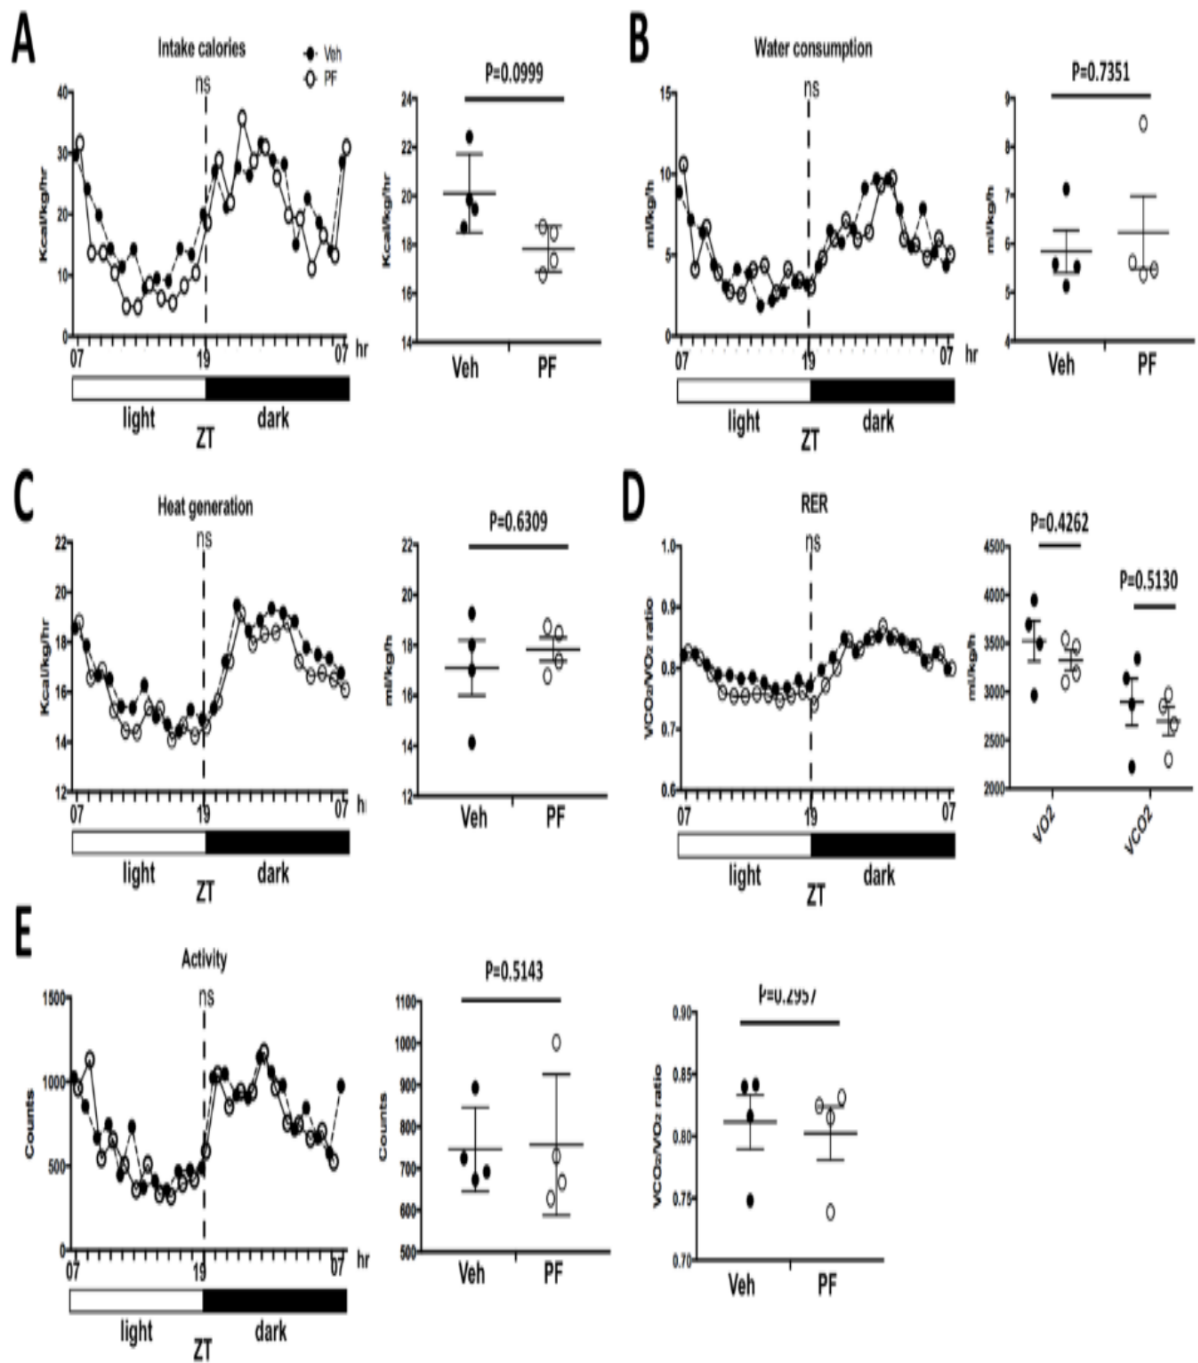 A
Intake calories
Veh
PF
ns
40
30
20
10
0
Kcal/kg/hr
07
19
07
hr
light
dark
ZT
P=0.0999
24
22
20
18
16
14
Kcal/kg/hr
Veh
PF
B
Water consumption
ns
15
10
5
0
ml/kg/h
07
19
07
hr
light
dark
ZT
P=0.7351
9
8
7
6
5
4
ml/kg/h
Veh
PF
C
Heat generation
ns
22
20
18
16
14
12
Kcal/kg/hr
07
19
07
h
light
dark
ZT
P=0.6309
22
20
18
16
14
12
ml/kg/h
Veh
PF
D
RER
ns
1.0
0.9
0.8
0.7
0.6
VCO2/VO2 ratio
07
19
07
light
dark
ZT
P=0.4262
P=0.5130
4500
4000
3500
3000
2500
2000
ml/kg/h
VO2
VCO2
E
Activity
ns
1500
1000
500
0
Counts
07
19
07
hr
light
dark
ZT
P=0.5143
1100
1000
900
800
700
600
500
Counts
Veh
PF
P=0.2957
0.90
0.85
0.80
0.75
0.70
VCO2/VO2 ratio
Veh
PF